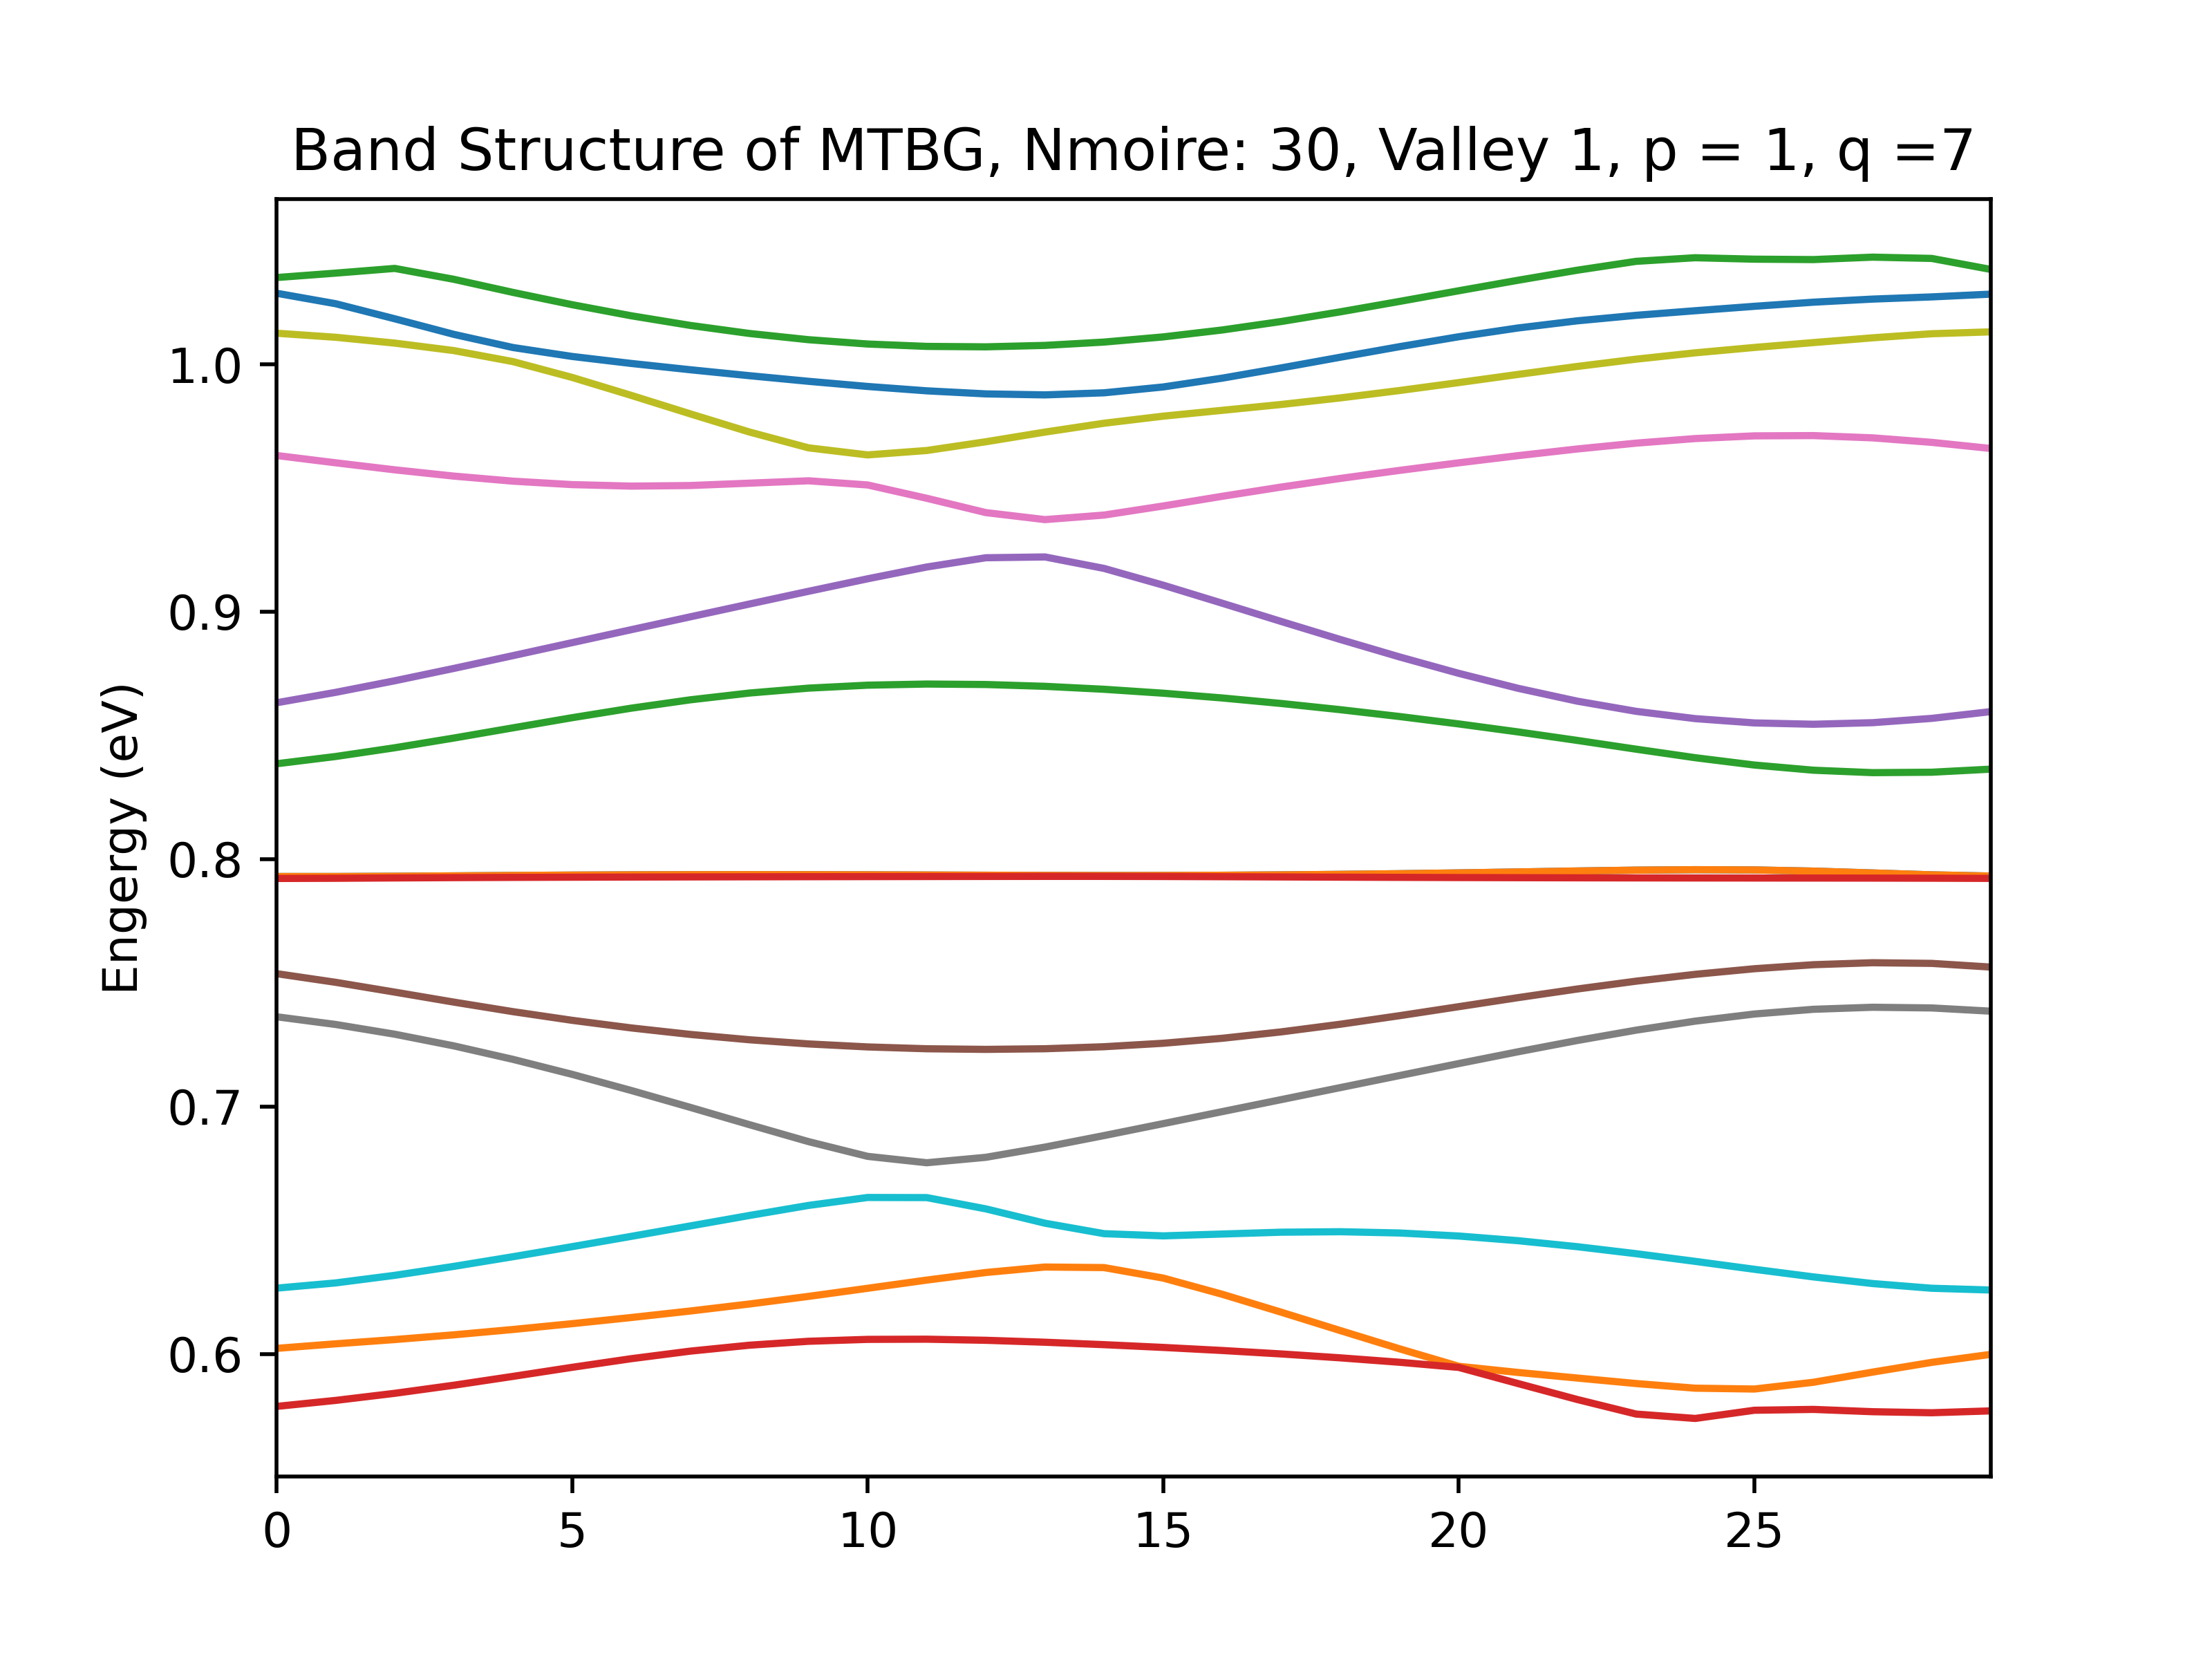 Band Structure of MTBG, Nmoire: 30, Valley 1, p = 1, q =7
Engergy (eV)
1.0
0.9
0.8
0.7
0.6
0 5 10 15 20 25